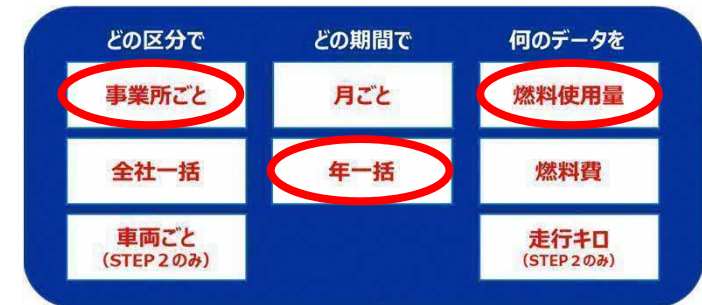 どの区分で
どの期間で
何のデータを
事業所ごと
月ごと
燃料使用量
全社一括
年一括
燃料費
車両ごと
(STEP2のみ)
走行キロ
(STEP2のみ)